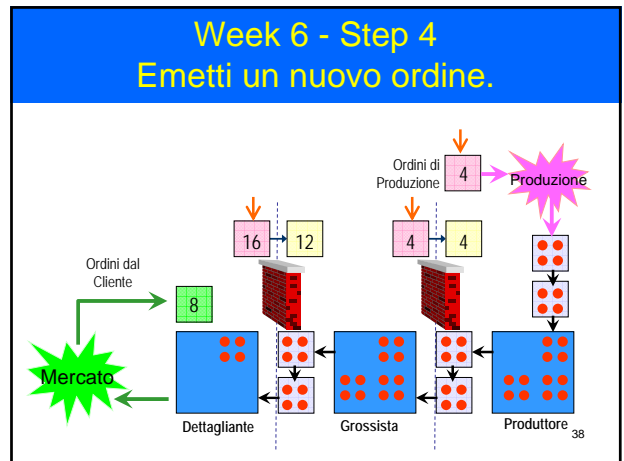 Week 6 - Step 4
Emetti un nuovo ordine.
Ordini di
Produzione
4
Produzione
16
12
4
4
Ordini dal
Cliente
8
Mercato
Dettagliante
Grossista
Produttore
38